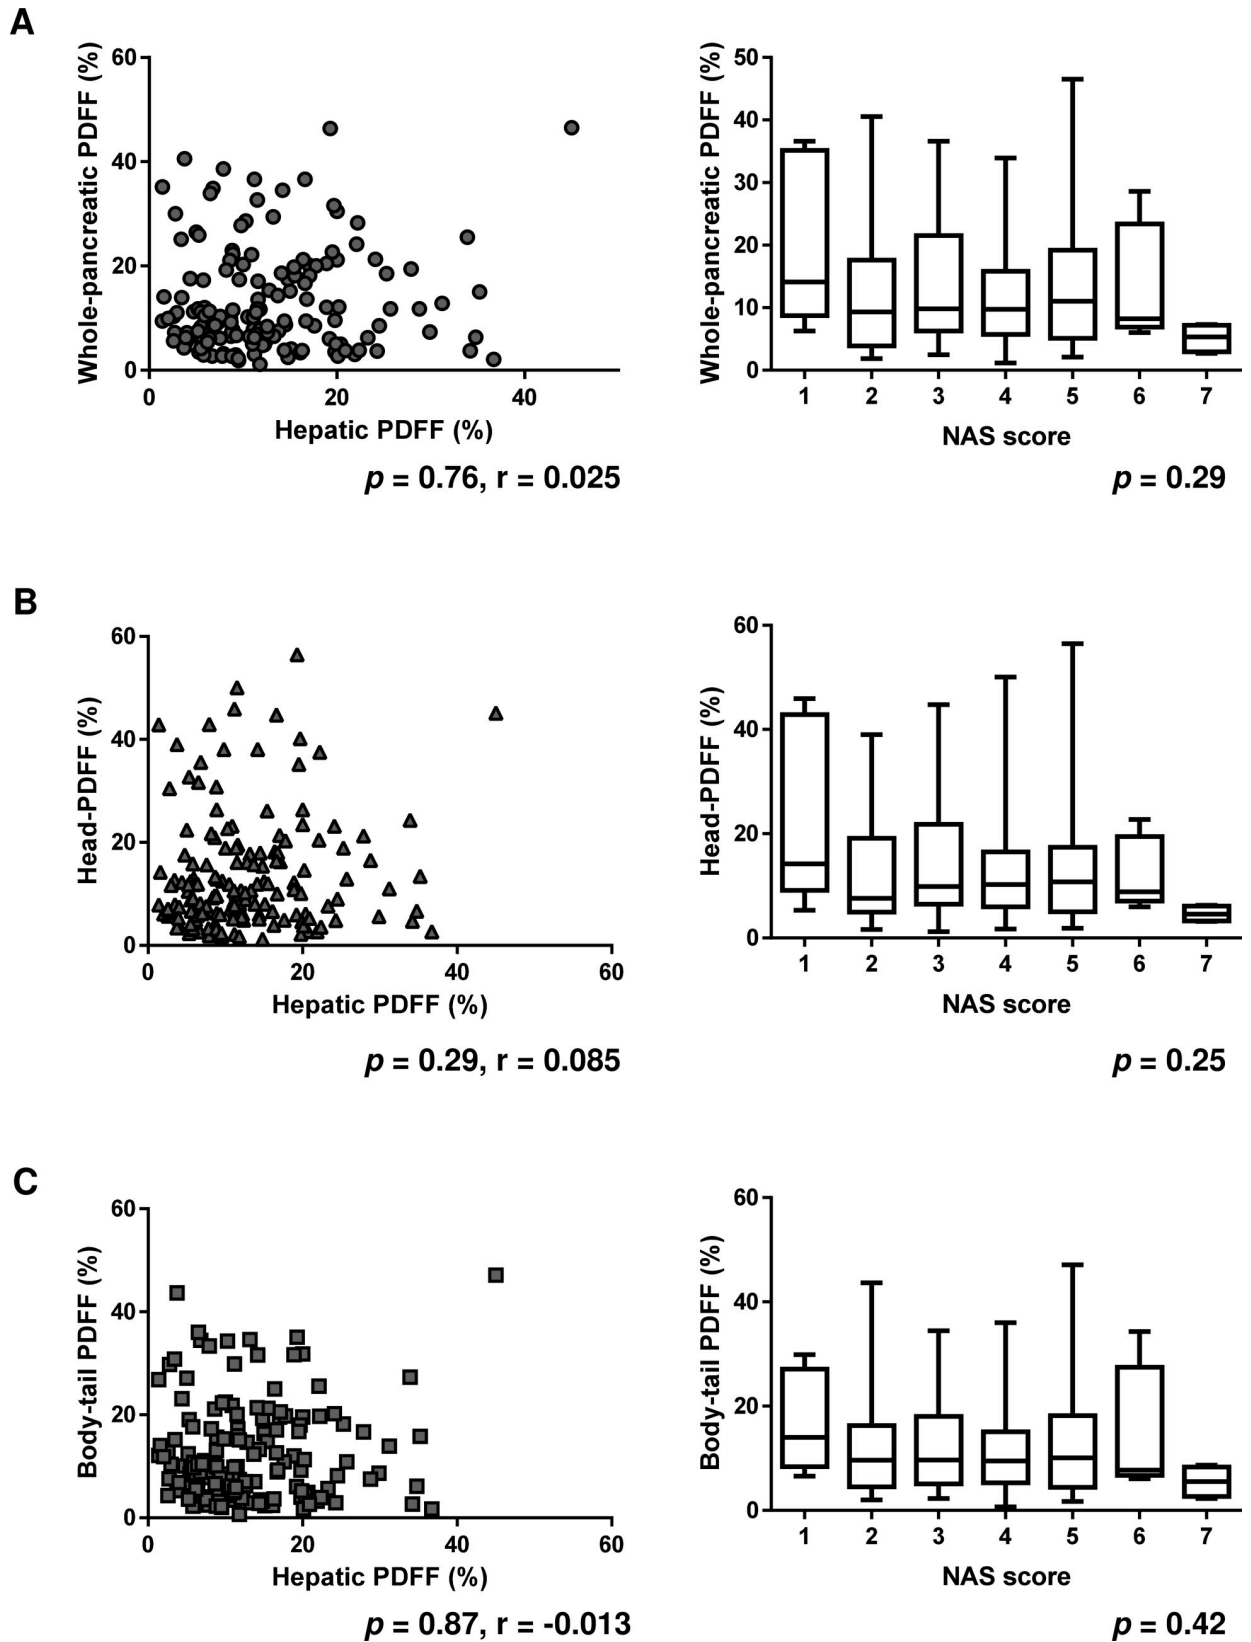 A
Whole-pancreatic PDFF (%)
60
40
20
0
0 20 40
Hepatic PDFF (%)
p = 0.76, r = 0.025
Whole-pancreatic PDFF (%)
50
40
30
20
10
0
1 2 3 4 5 6 7
NAS score
p = 0.29
B
Head-PDFF (%)
60
40
20
0
0 20 40 60
Hepatic PDFF (%)
p = 0.29, r = 0.085
Head-PDFF (%)
60
40
20
0
1 2 3 4 5 6 7
NAS score
p = 0.25
C
Body-tail PDFF (%)
60
40
20
0
0 20 40 60
Hepatic PDFF (%)
p = 0.87, r = -0.013
Body-tail PDFF (%)
60
40
20
0
1 2 3 4 5 6 7
NAS score
p = 0.42